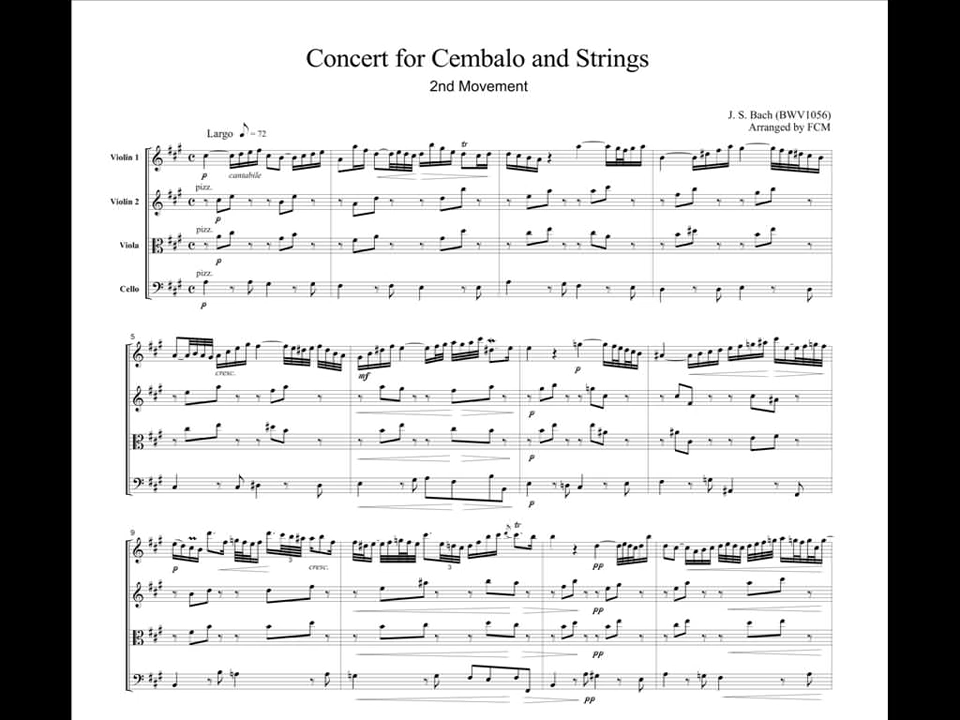 Concert for Cembalo and Strings
2nd Movement
J. S. Bach (BWV1056)
Arranged by FCM
Largo = 72
Violin 1
p cantabile tr
pizz.
Violin 2
p
pizz.
Viola
p
pizz.
Cello
p
5
cresc. mf p
p
p
p
9
p 3 cresc. 3 tr pp
pp
pp
pp